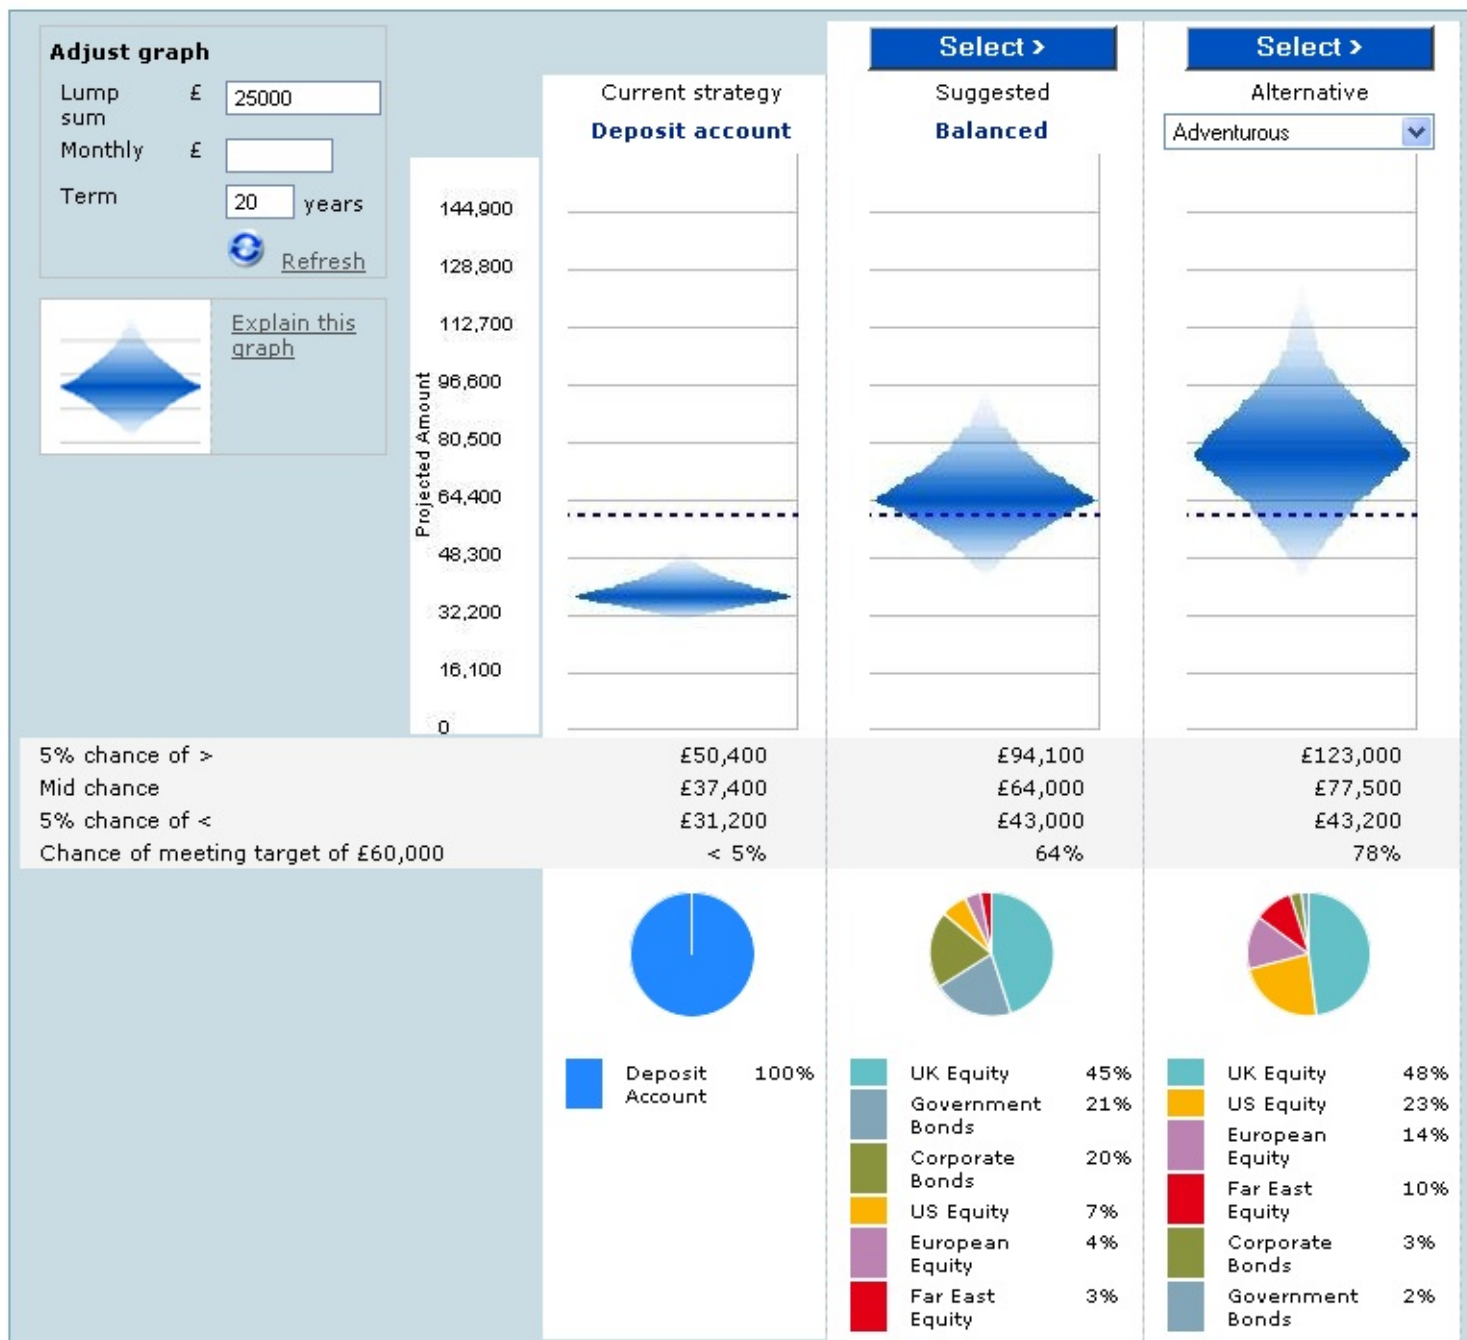 Adjust graph
Lump sum £ 25000
Monthly £
Term 20 years
Refresh
Explain this
graph
Select >
Select >
Current strategy
Suggested
Alternative
Deposit account
Balanced
Adventurous
Projected Amount
144,900
128,800
112,700
96,600
80,500
64,400
48,300
32,200
16,100
0
5% chance of > £50,400 £94,100 £123,000
Mid chance £37,400 £64,000 £77,500
5% chance of < £31,200 £43,000 £43,200
Chance of meeting target of £60,000 < 5% 64% 78%
Deposit 100%
Account
UK Equity 45%
Government 21%
Bonds
Corporate 20%
Bonds
US Equity 7%
European 4%
Equity
Far East 3%
Equity
UK Equity 48%
US Equity 23%
European 14%
Equity
Far East 10%
Equity
Corporate 3%
Bonds
Government 2%
Bonds